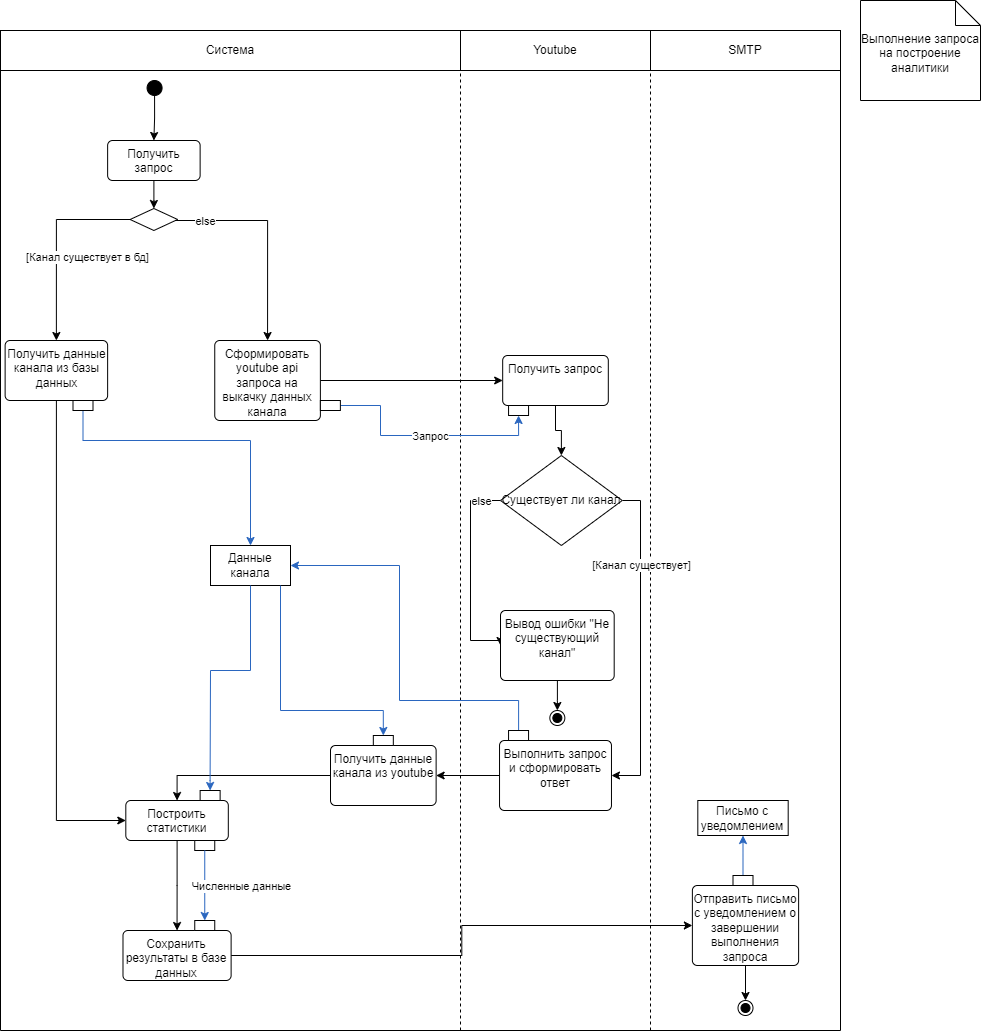 Выполнение запроса
на построение
аналитики
Система
Youtube
SMTP
Получить
запрос
else
[Канал существует в бд]
Получить данные
канала из базы
данных
Сформировать
youtube api
запроса на
выкачку данных
канала
Получить запрос
Запрос
else
Существует ли канал
[Канал существует]
Данные
канала
Вывод ошибки "Не
существующий
канал"
Получить данные
канала из youtube
Выполнить запрос
и сформировать
ответ
Построить
статистики
Письмо с
уведомлением
Численные данные
Отправить письмо
с уведомлением о
завершении
выполнения
запроса
Сохранить
результаты в базе
данных